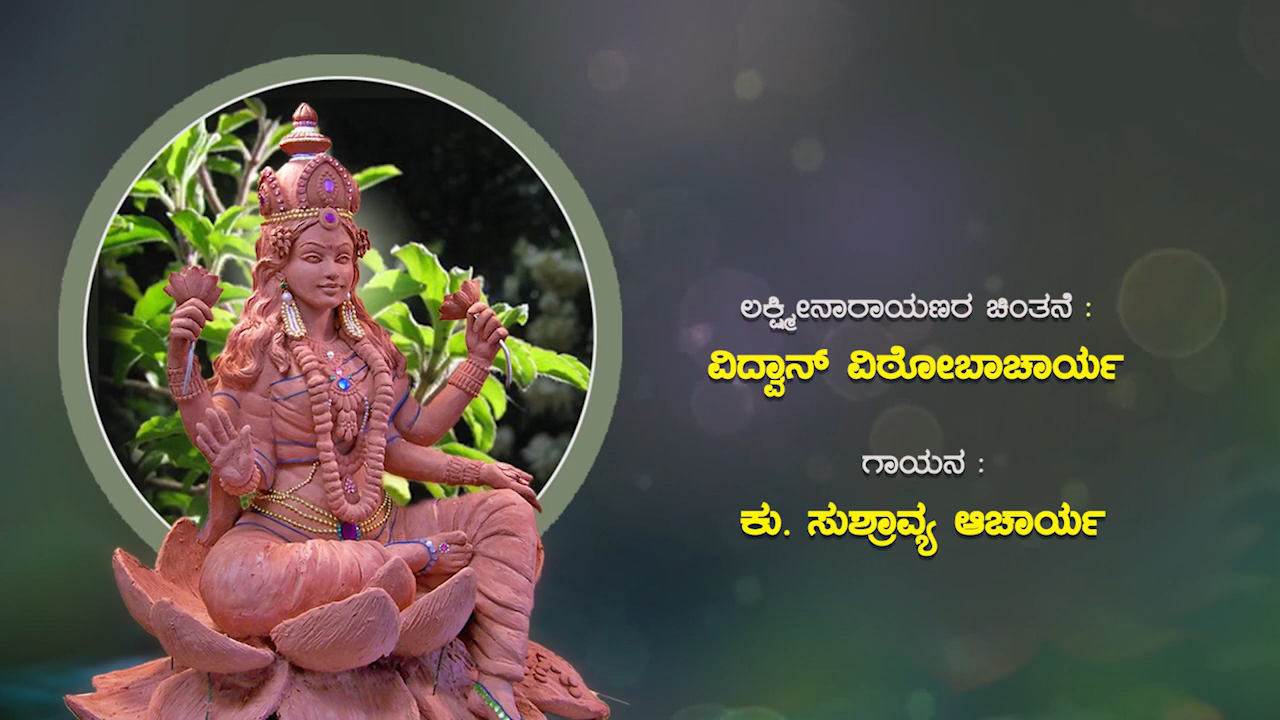 ಲಕ್ಷ್ಮೀನಾರಾಯಣರ ಚಿಂತನೆ :
ವಿದ್ವಾನ್ ವಿಠೋಬಾಚಾರ್ಯ
ಗಾಯನ :
ಕು. ಸುಶ್ರಾವ್ಯ ಆಚಾರ್ಯ